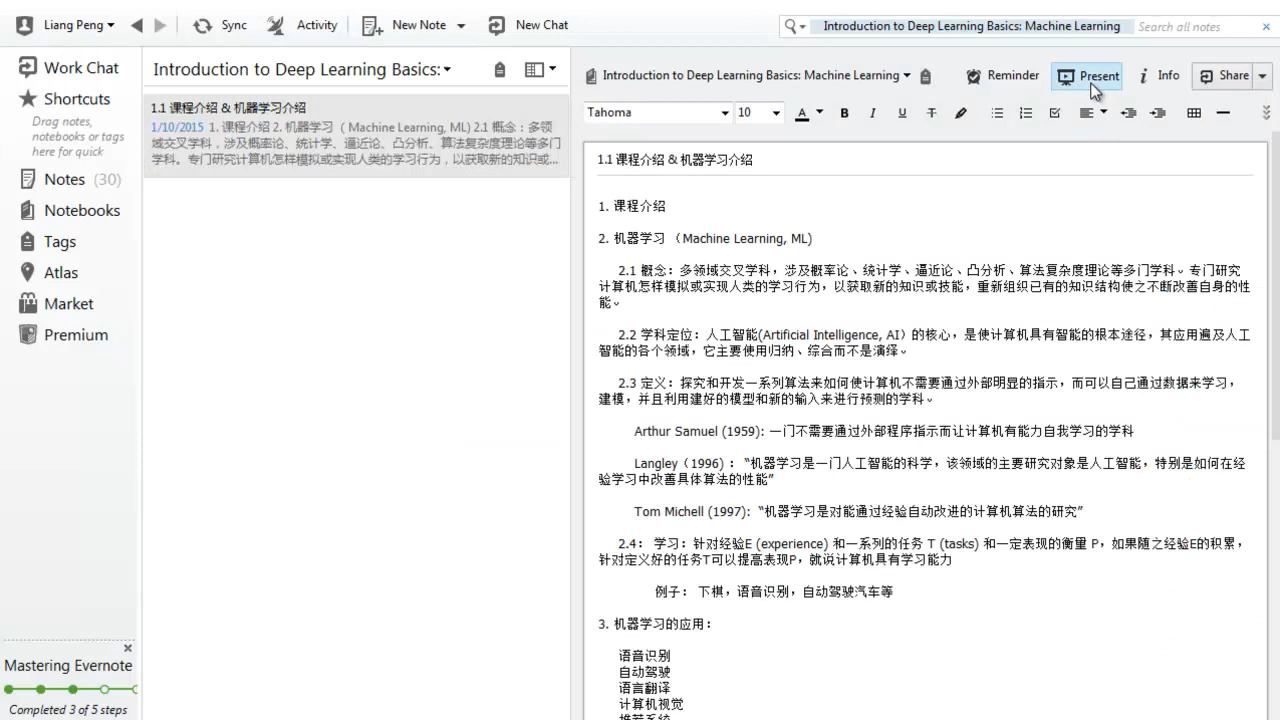 Liang Peng
Sync
Activity
New Note
New Chat
Introduction to Deep Learning Basics: Machine Learning
Search all notes
Work Chat
Shortcuts
Drag notes,
notebooks or tags
here for quick
Notes (30)
Notebooks
Tags
Atlas
Market
Premium
Mastering Evernote
Completed 3 of 5 steps
Introduction to Deep Learning Basics:
1.1 课程介绍 & 机器学习介绍
1/10/2015 1. 课程介绍 2. 机器学习 （Machine Learning, ML) 2.1 概念：多领
域交叉学科，涉及概率论、统计学、逼近论、凸分析、算法复杂度理论等多门
学科。专门研究计算机怎样模拟或实现人类的学习行为，以获取新的知识或...
Introduction to Deep Learning Basics: Machine Learning
Reminder
Present
Info
Share
Tahoma
10
A
B
I
U
T
1.1 课程介绍 & 机器学习介绍
1. 课程介绍
2. 机器学习 （Machine Learning, ML)
2.1 概念：多领域交叉学科，涉及概率论、统计学、逼近论、凸分析、算法复杂度理论等多门学科。专门研究
计算机怎样模拟或实现人类的学习行为，以获取新的知识或技能，重新组织已有的知识结构使之不断改善自身的性
能。
2.2 学科定位：人工智能(Artificial Intelligence, AI）的核心，是使计算机具有智能的根本途径，其应用遍及人工
智能的各个领域，它主要使用归纳、综合而不是演绎。
2.3 定义：探究和开发一系列算法来如何使计算机不需要通过外部明显的指示，而可以自己通过数据来学习，
建模，并且利用建好的模型和新的输入来进行预测的学科。
Arthur Samuel (1959): 一门不需要通过外部程序指示而让计算机有能力自我学习的学科
Langley（1996) ： “机器学习是一门人工智能的科学，该领域的主要研究对象是人工智能，特别是如何在经
验学习中改善具体算法的性能”
Tom Michell (1997): “机器学习是对能通过经验自动改进的计算机算法的研究”
2.4： 学习：针对经验E (experience) 和一系列的任务 T (tasks) 和一定表现的衡量 P，如果随之经验E的积累，
针对定义好的任务T可以提高表现P，就说计算机具有学习能力
例子： 下棋，语音识别，自动驾驶汽车等
3. 机器学习的应用：
语音识别
自动驾驶
语言翻译
计算机视觉
推荐系统